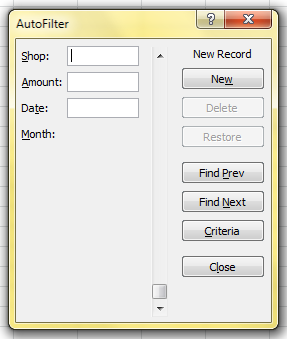 AutoFilter
Shop:
New Record
Amount:
New
Date:
Delete
Month:
Restore
Find Prev
Find Next
Criteria
Close